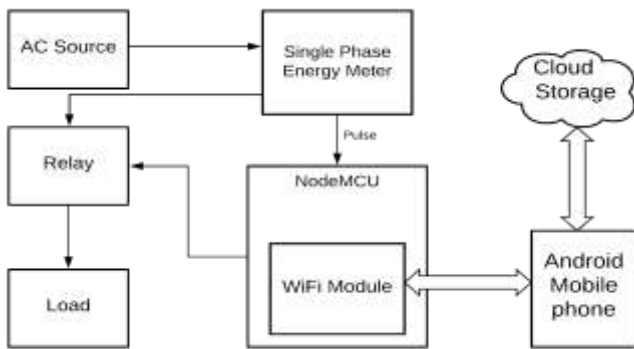 AC Source
Single Phase
Energy Meter
Cloud
Storage
Pulse
Relay
NodeMCU
WiFi Module
Android
Mobile
phone
Load